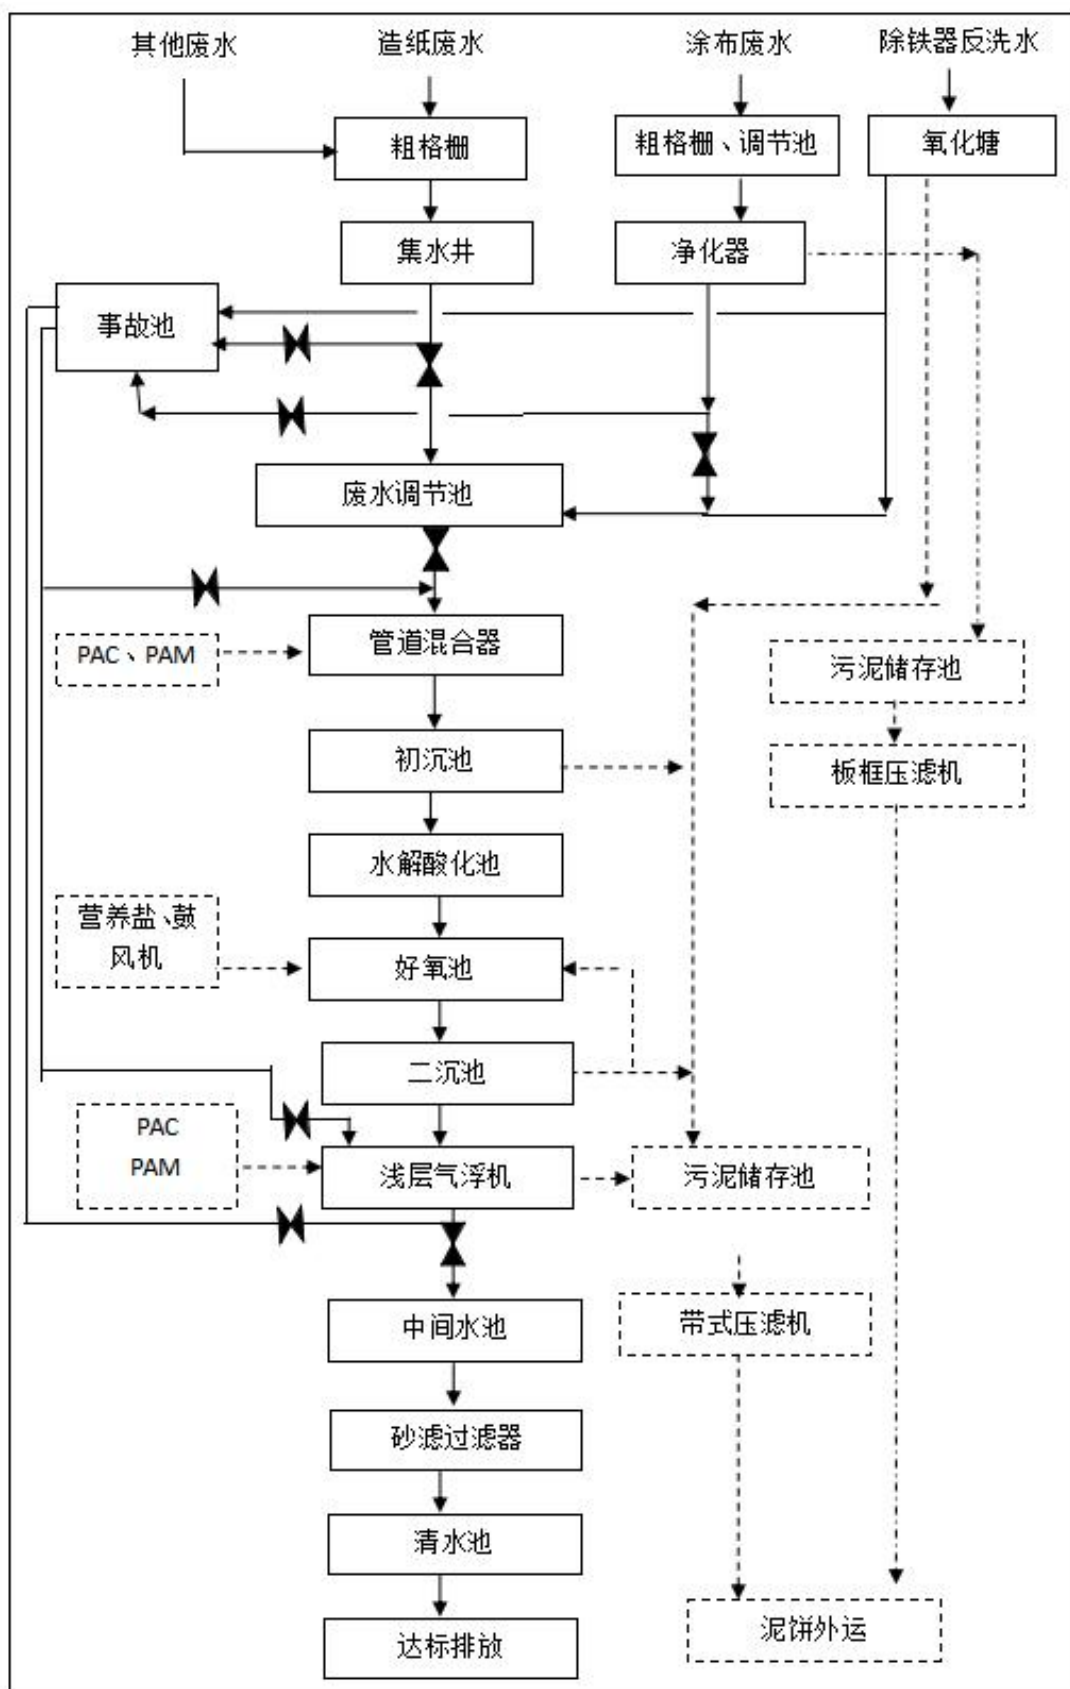 其他废水
造纸废水
涂布废水
除铁器反洗水
粗格栅
粗格栅、调节池
氧化塘
集水井
净化器
事故池
废水调节池
管道混合器
PAC、PAM
污泥储存池
初沉池
板框压滤机
水解酸化池
营养盐、鼓
风机
好氧池
二沉池
PAC
PAM
浅层气浮机
污泥储存池
中间水池
带式压滤机
砂滤过滤器
清水池
泥饼外运
达标排放